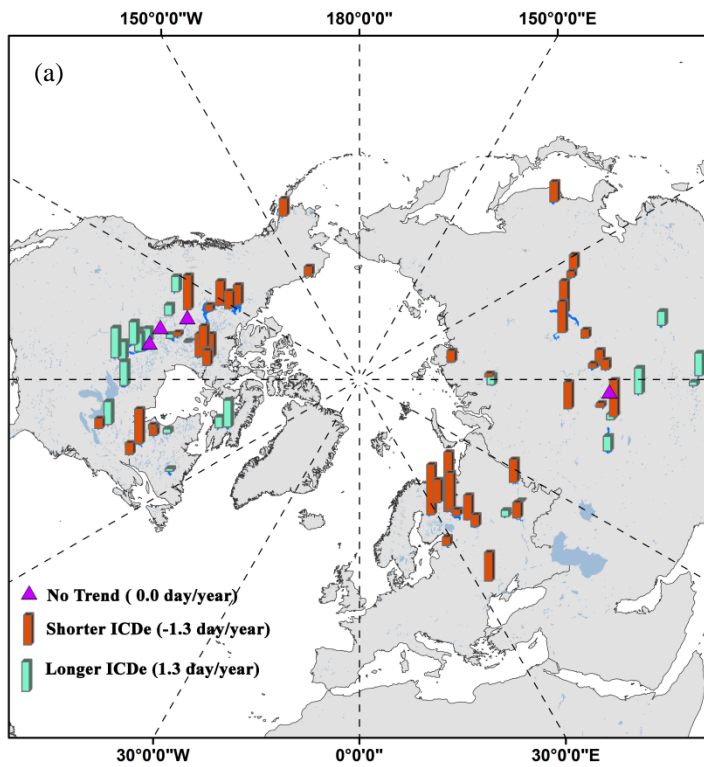 150°0'0"W 180°0'0" 150°0'0"E
(a)
No Trend ( 0.0 day/year)
Shorter ICDe (-1.3 day/year)
Longer ICDe (1.3 day/year)
30°0'0"W 0°0'0" 30°0'0"E